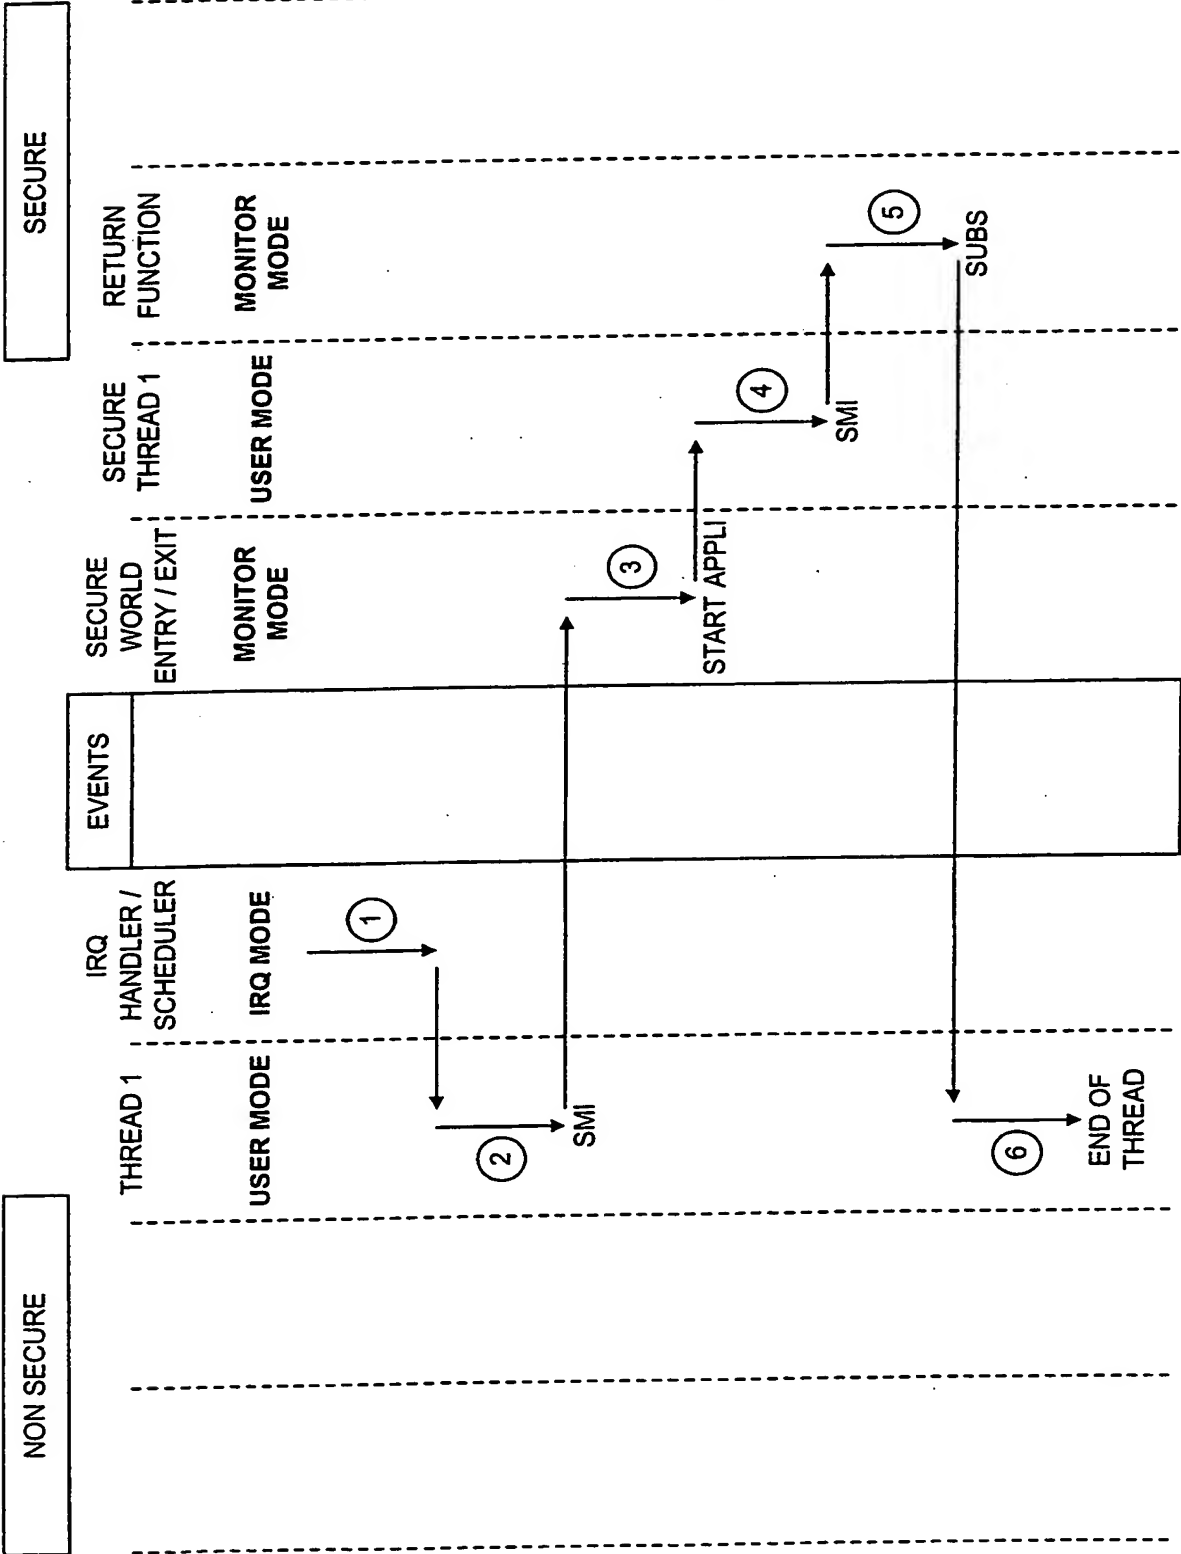 NON SECURE
SECURE
EVENTS
THREAD 1
USER MODE
IRQ
HANDLER /
SCHEDULER
IRQ MODE
SECURE
WORLD
ENTRY / EXIT
MONITOR
MODE
SECURE
THREAD 1
USER MODE
RETURN
FUNCTION
MONITOR
MODE
1
2
SMI
3
START APPLI
4
SMI
5
SUBS
6
END OF
THREAD